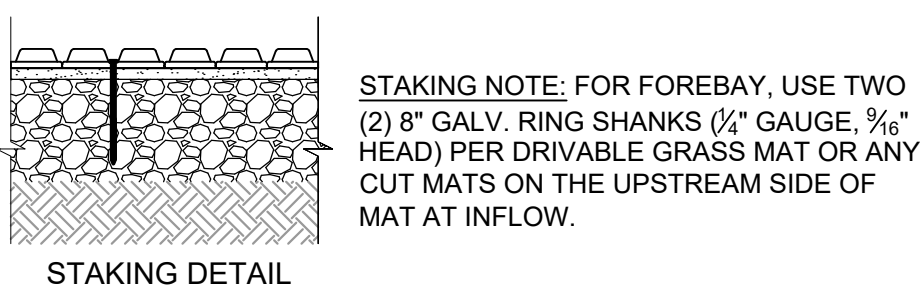 STAKING NOTE: FOR FOREBAY, USE TWO
(2) 8" GALV. RING SHANKS (1/4" GAUGE, 9/16"
HEAD) PER DRIVABLE GRASS MAT OR ANY
CUT MATS ON THE UPSTREAM SIDE OF
MAT AT INFLOW.
STAKING DETAIL